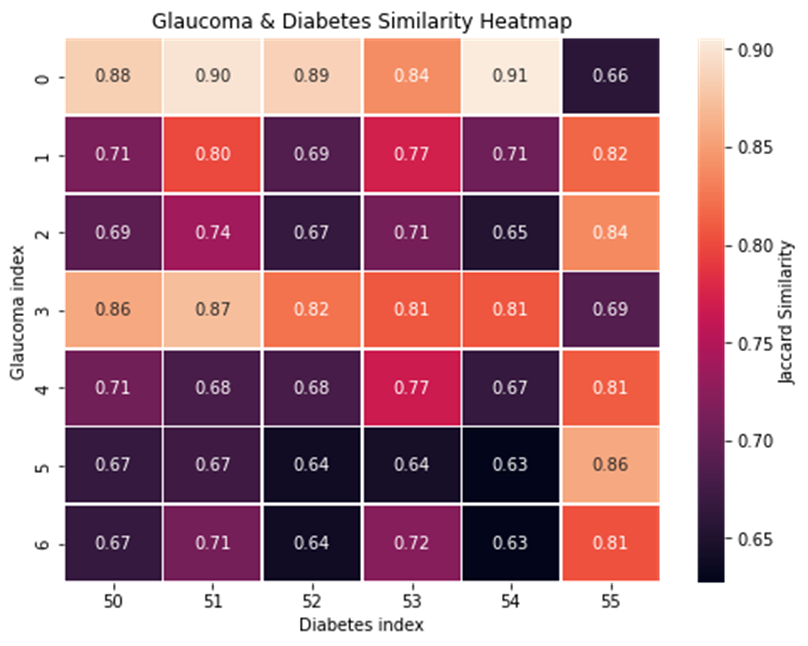 Glaucoma & Diabetes Similarity Heatmap
0 0.88 0.90 0.89 0.84 0.91 0.66
1 0.71 0.80 0.69 0.77 0.71 0.82
2 0.69 0.74 0.67 0.71 0.65 0.84
3 0.86 0.87 0.82 0.81 0.81 0.69
4 0.71 0.68 0.68 0.77 0.67 0.81
5 0.67 0.67 0.64 0.64 0.63 0.86
6 0.67 0.71 0.64 0.72 0.63 0.81
50 51 52 53 54 55
Diabetes index
Glaucoma index
0.90
0.85
0.80
0.75
0.70
0.65
Jaccard Similarity